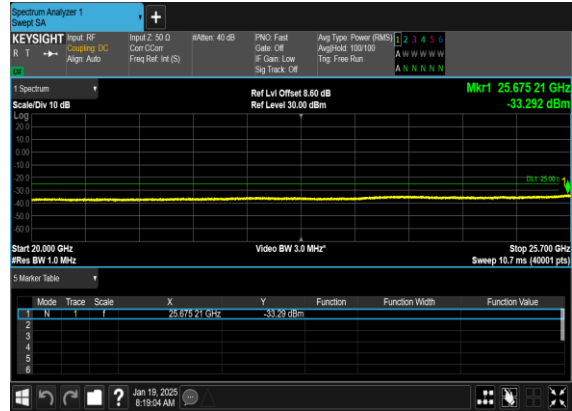 Spectrum Analyzer 1
Swept SA
+
KEYSIGHT Input: RF Input Z: 50 Ω #Atten: 40 dB PNO: Fast Avg Type: Power (RMS) 1 2 3 4 5 6
R T Coupling: DC Corr CCorr Gate: Off Avg|Hold: 100/100 A W W W W W
Align: Auto Freq Ref: Int (S) IF Gain: Low Trig: Free Run
Sig Track: Off A N N N N N
1 Spectrum Ref Lvl Offset 8.60 dB Mkr1 25.675 21 GHz
Scale/Div 10 dB Ref Level 30.00 dBm -33.292 dBm
Log
20.0
10.0
0.00
-10.0
-20.0
DL1 -25.00
1
-30.0
-40.0
-50.0
-60.0
Start 20.000 GHz Video BW 3.0 MHz* Stop 25.700 GHz
#Res BW 1.0 MHz Sweep 10.7 ms (40001 pts)
5 Marker Table
Mode Trace Scale X Y Function Function Width Function Value
1 N 1 f 25.675 21 GHz -33.29 dBm
2
3
4
5
6
? Jan 19, 2025
8:19:04 AM